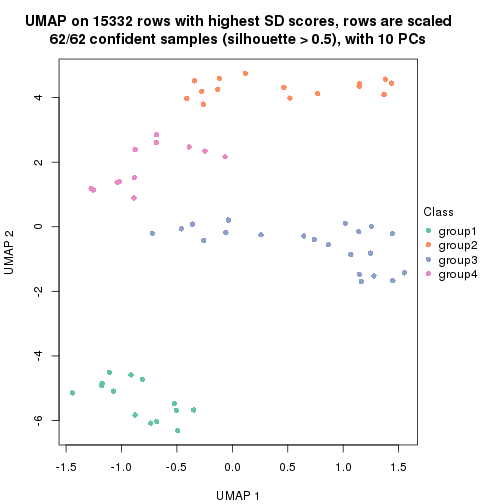 UMAP on 15332 rows with highest SD scores, rows are scaled
62/62 confident samples (silhouette > 0.5), with 10 PCs
4
2
0
-2
-4
-6
UMAP 2
-1.5 -1.0 -0.5 0.0 0.5 1.0 1.5
UMAP 1
Class
group1
group2
group3
group4